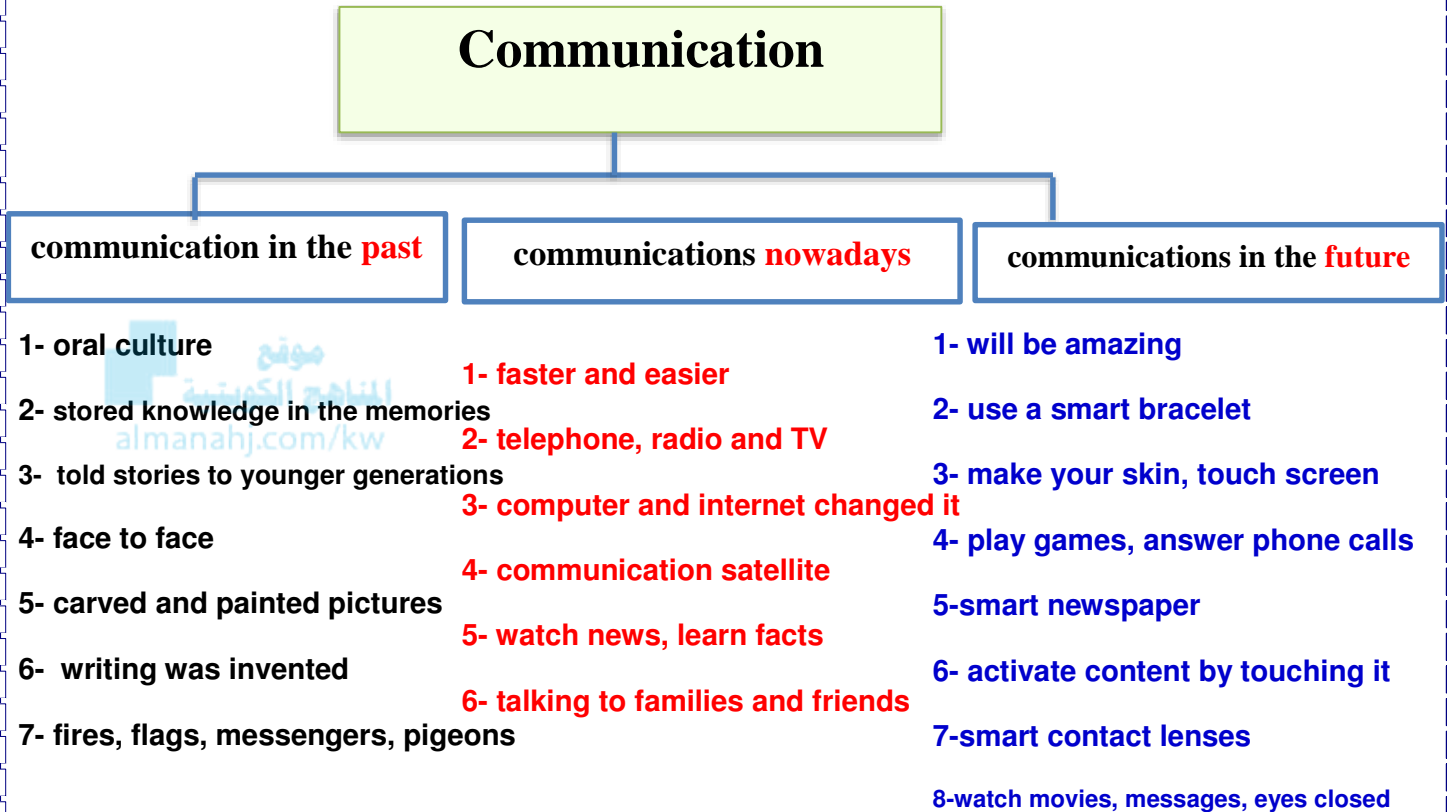 Communication
communication in the past
communications nowadays
communications in the future
1- oral culture
2- stored knowledge in the memories
3- told stories to younger generations
4- face to face
5- carved and painted pictures
6- writing was invented
7- fires, flags, messengers, pigeons
1- faster and easier
2- telephone, radio and TV
3- computer and internet changed it
4- communication satellite
5- watch news, learn facts
6- talking to families and friends
1- will be amazing
2- use a smart bracelet
3- make your skin, touch screen
4- play games, answer phone calls
5-smart newspaper
6- activate content by touching it
7-smart contact lenses
8-watch movies, messages, eyes closed
موقع
المناهج الكويتية
almanahj.com/kw